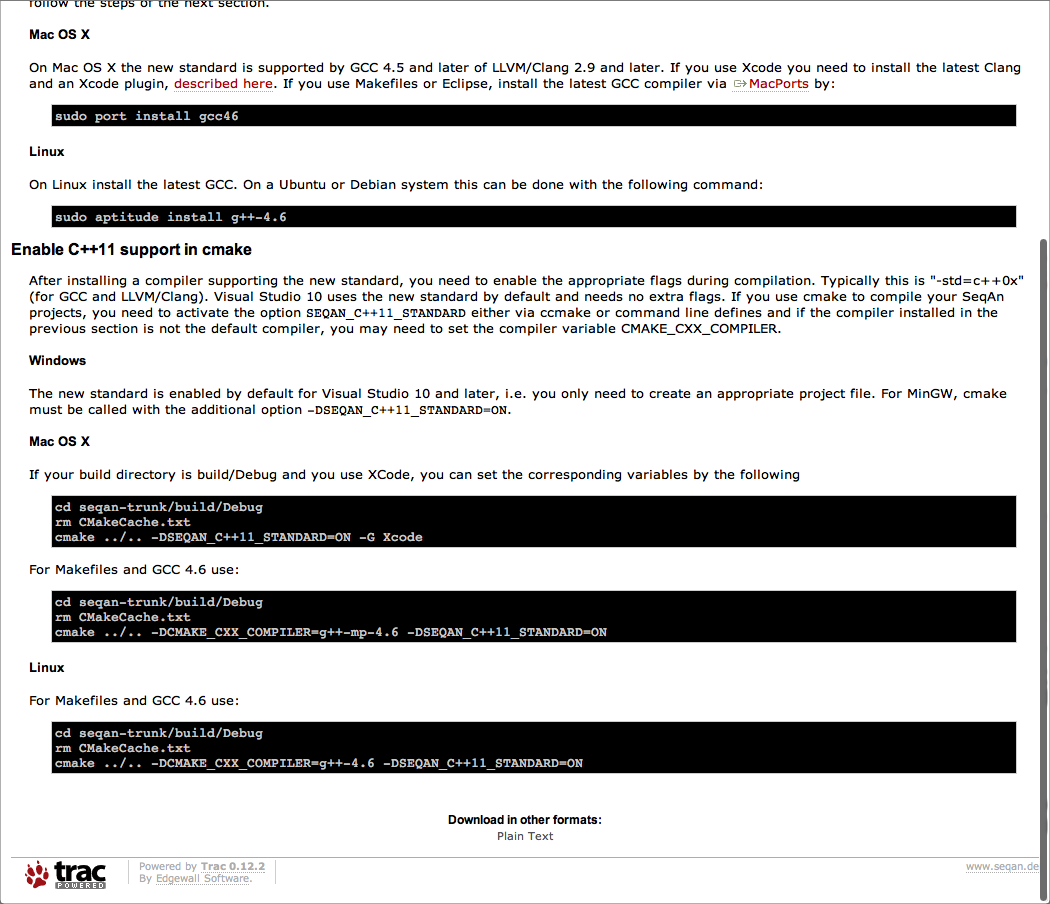 follow the steps of the next section.
Mac OS X
On Mac OS X the new standard is supported by GCC 4.5 and later of LLVM/Clang 2.9 and later. If you use Xcode you need to install the latest Clang
and an Xcode plugin, described here. If you use Makefiles or Eclipse, install the latest GCC compiler via MacPorts by:
sudo port install gcc46
Linux
On Linux install the latest GCC. On a Ubuntu or Debian system this can be done with the following command:
sudo aptitude install g++-4.6
Enable C++11 support in cmake
After installing a compiler supporting the new standard, you need to enable the appropriate flags during compilation. Typically this is "-std=c++0x"
(for GCC and LLVM/Clang). Visual Studio 10 uses the new standard by default and needs no extra flags. If you use cmake to compile your SeqAn
projects, you need to activate the option SEQAN_C++11_STANDARD either via ccmake or command line defines and if the compiler installed in the
previous section is not the default compiler, you may need to set the compiler variable CMAKE_CXX_COMPILER.
Windows
The new standard is enabled by default for Visual Studio 10 and later, i.e. you only need to create an appropriate project file. For MinGW, cmake
must be called with the additional option -DSEQAN_C++11_STANDARD=ON.
Mac OS X
If your build directory is build/Debug and you use XCode, you can set the corresponding variables by the following
cd seqan-trunk/build/Debug
rm CMakeCache.txt
cmake ../.. -DSEQAN_C++11_STANDARD=ON -G Xcode
For Makefiles and GCC 4.6 use:
cd seqan-trunk/build/Debug
rm CMakeCache.txt
cmake ../.. -DCMAKE_CXX_COMPILER=g++-mp-4.6 -DSEQAN_C++11_STANDARD=ON
Linux
For Makefiles and GCC 4.6 use:
cd seqan-trunk/build/Debug
rm CMakeCache.txt
cmake ../.. -DCMAKE_CXX_COMPILER=g++-4.6 -DSEQAN_C++11_STANDARD=ON
Download in other formats:
Plain Text
trac
POWERED
Powered by Trac 0.12.2
By Edgewall Software.
www.seqan.de